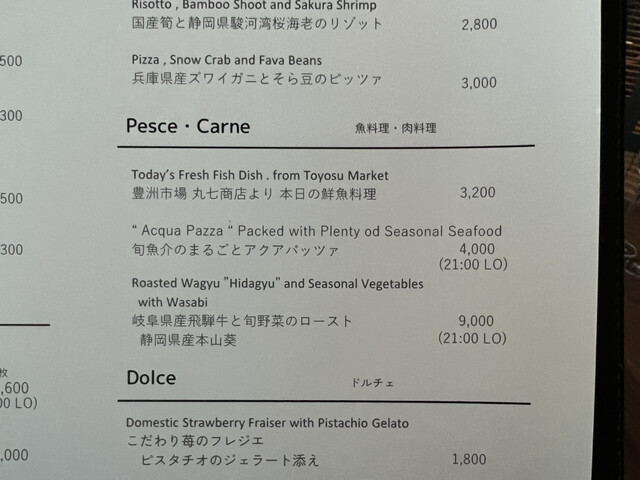 Risotto , Bamboo Shoot and Sakura Shrimp
国産筍と静岡県駿河湾桜海老のリゾット 2,800
500
Pizza , Snow Crab and Fava Beans
兵庫県産ズワイガニとそら豆のピッツァ 3,000
300
Pesce・Carne 魚料理・肉料理
Today's Fresh Fish Dish . from Toyosu Market
豊洲市場 丸七商店より 本日の鮮魚料理 3,200
500
“ Acqua Pazza “ Packed with Plenty od Seasonal Seafood
旬魚介のまるごとアクアパッツァ 4,000
300
(21:00 LO)
Roasted Wagyu "Hidagyu" and Seasonal Vegetables
with Wasabi
岐阜県産飛騨牛と旬野菜のロースト 9,000
静岡県産本山葵 (21:00 LO)
Dolce ドルチェ
枚
,600
00 LO)
Domestic Strawberry Fraiser with Pistachio Gelato
こだわり苺のフレジエ
ピスタチオのジェラート添え 1,800
,000